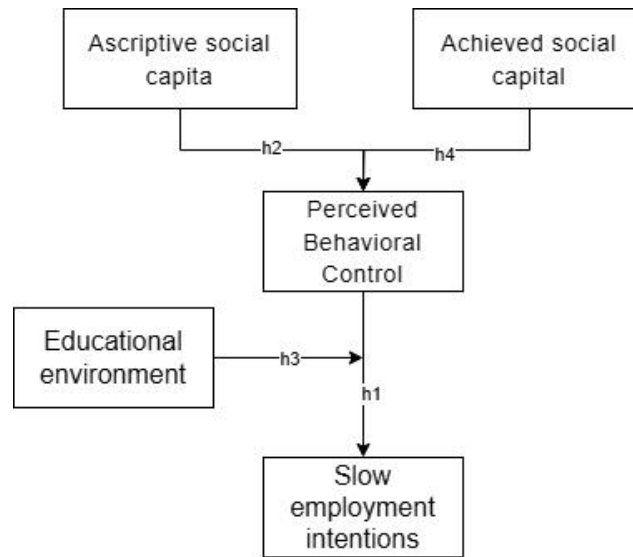 Ascriptive social
capita
Achieved social
capital
h2
h4
Perceived
Behavioral
Control
Educational
environment
h3
h1
Slow
employment
intentions